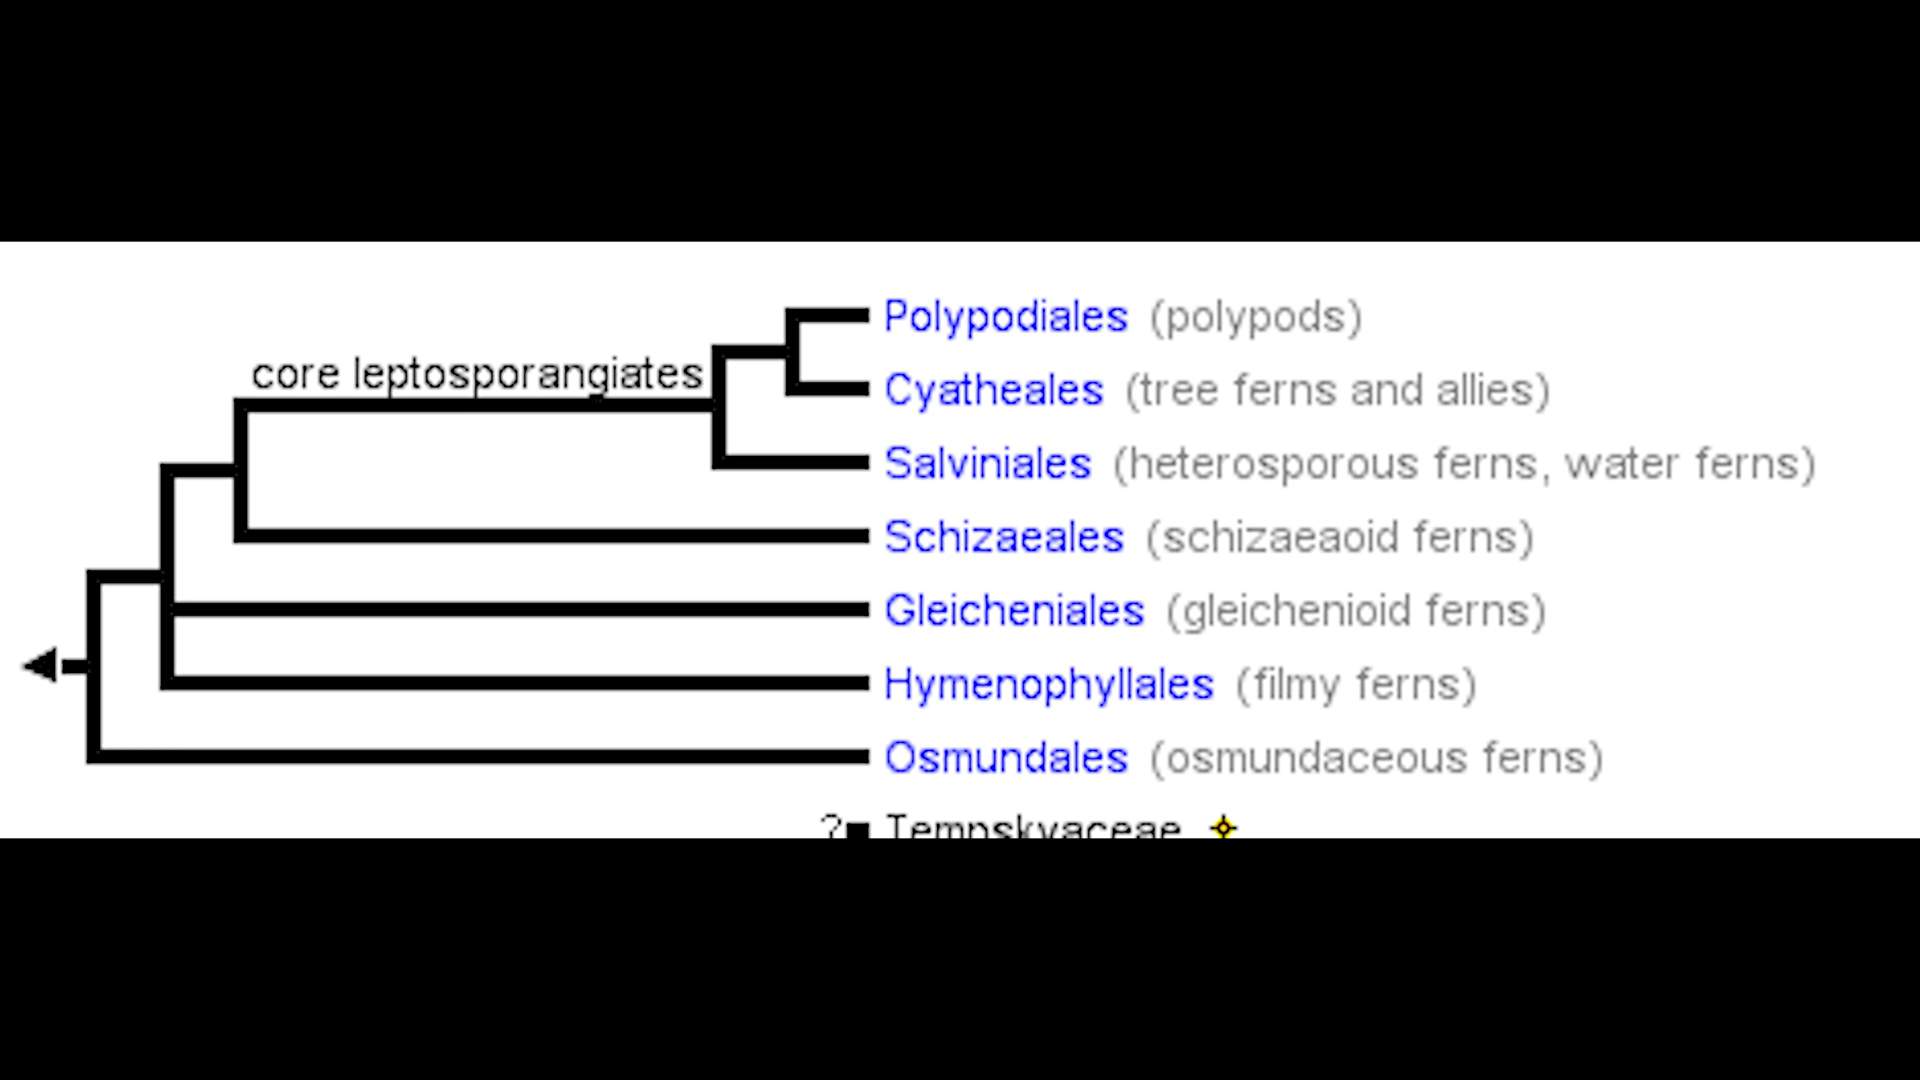 Polypodiales (polypods)
core leptosporangiates
Cyatheales (tree ferns and allies)
Salviniales (heterosporous ferns, water ferns)
Schizaeales (schizaeaoid ferns)
Gleicheniales (gleichenioid ferns)
Hymenophyllales (filmy ferns)
Osmundales (osmundaceous ferns)
? Tempskyaceae